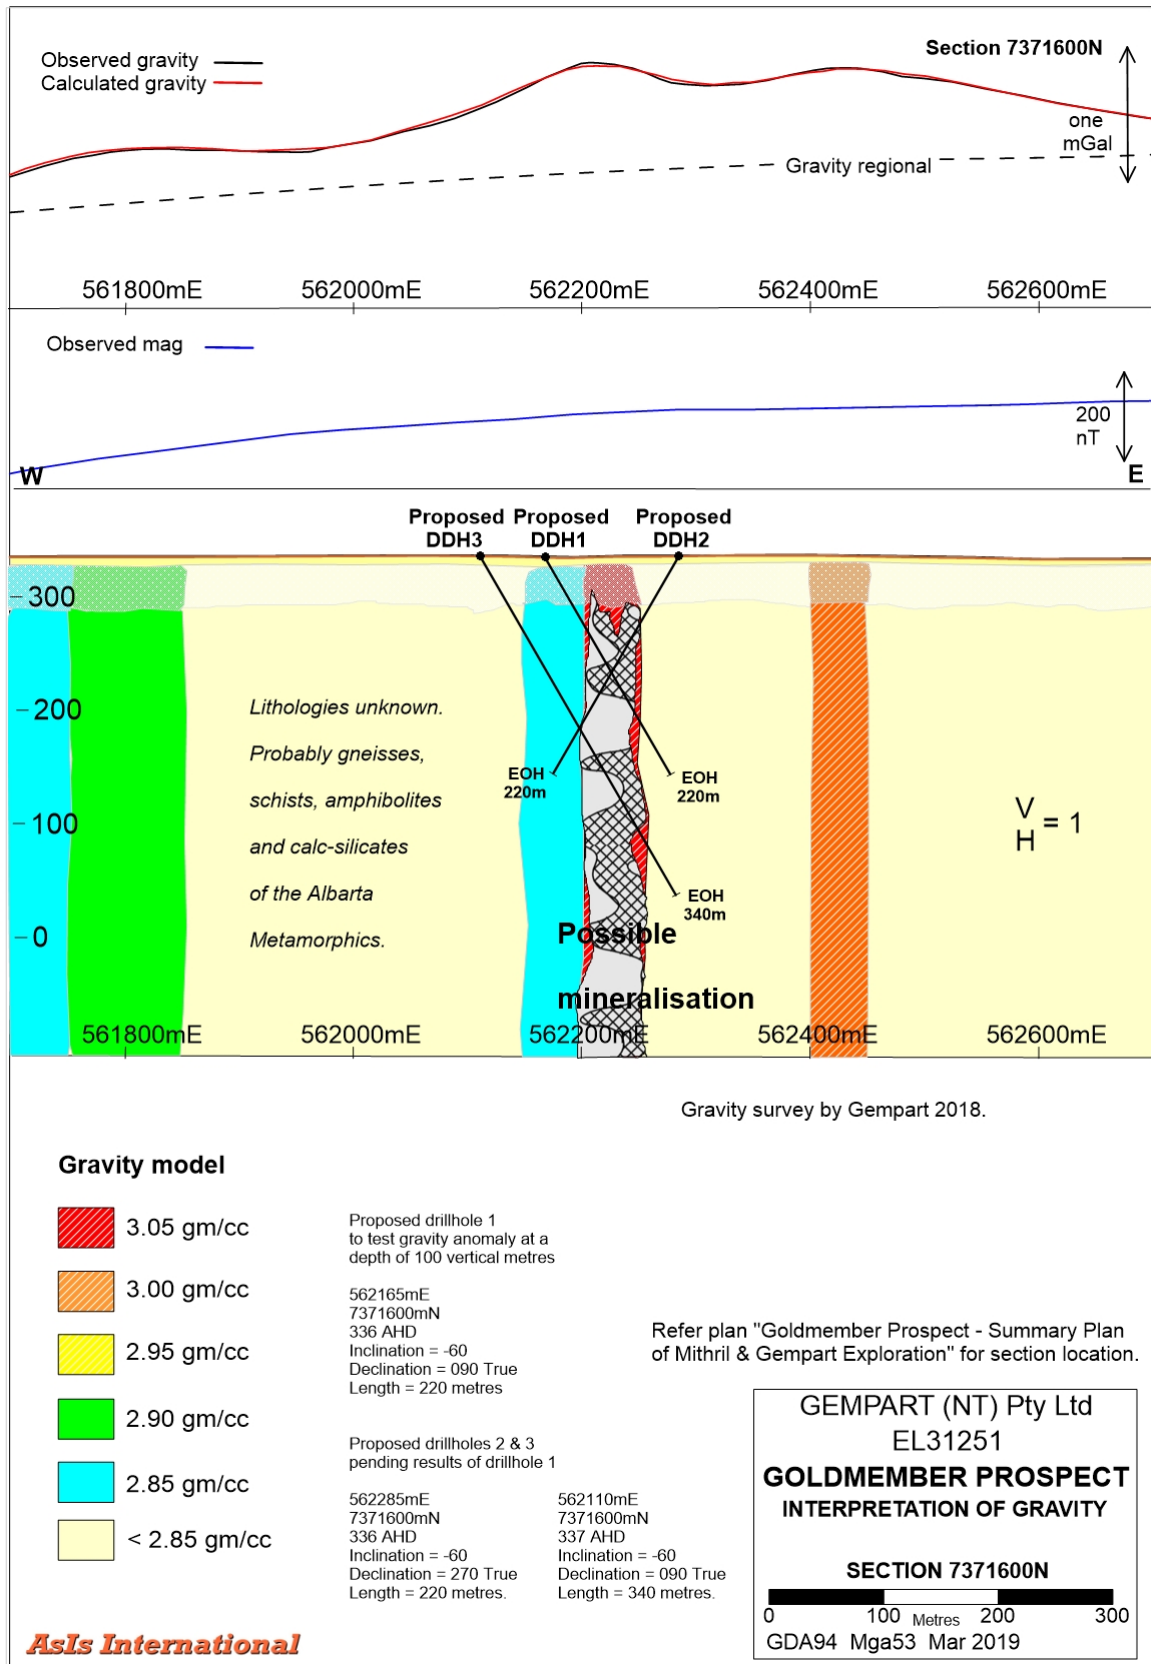 Observed gravity
Calculated gravity
Section 7371600N
one
mGal
Gravity regional
561800mE 562000mE 562200mE 562400mE 562600mE
Observed mag
200
nT
W
E
Proposed
DDH3
Proposed
DDH1
Proposed
DDH2
300
200
100
0
Lithologies unknown.
Probably gneisses,
schists, amphibolites
and calc-silicates
of the Albarta
Metamorphics.
EOH
220m
EOH
220m
EOH
340m
V
H = 1
Possible
mineralisation
561800mE 562000mE 562200mE 562400mE 562600mE
Gravity survey by Gempart 2018.
Gravity model
3.05 gm/cc
3.00 gm/cc
2.95 gm/cc
2.90 gm/cc
2.85 gm/cc
< 2.85 gm/cc
Proposed drillhole 1
to test gravity anomaly at a
depth of 100 vertical metres
562165mE
7371600mN
336 AHD
Inclination = -60
Declination = 090 True
Length = 220 metres
Proposed drillholes 2 & 3
pending results of drillhole 1
562285mE
7371600mN
336 AHD
Inclination = -60
Declination = 270 True
Length = 220 metres.
562110mE
7371600mN
337 AHD
Inclination = -60
Declination = 090 True
Length = 340 metres.
Refer plan "Goldmember Prospect - Summary Plan
of Mithril & Gempart Exploration" for section location.
GEMPART (NT) Pty Ltd
EL31251
GOLDMEMBER PROSPECT
INTERPRETATION OF GRAVITY
SECTION 7371600N
0 100 Metres 200 300
GDA94 Mga53 Mar 2019
AsIs International